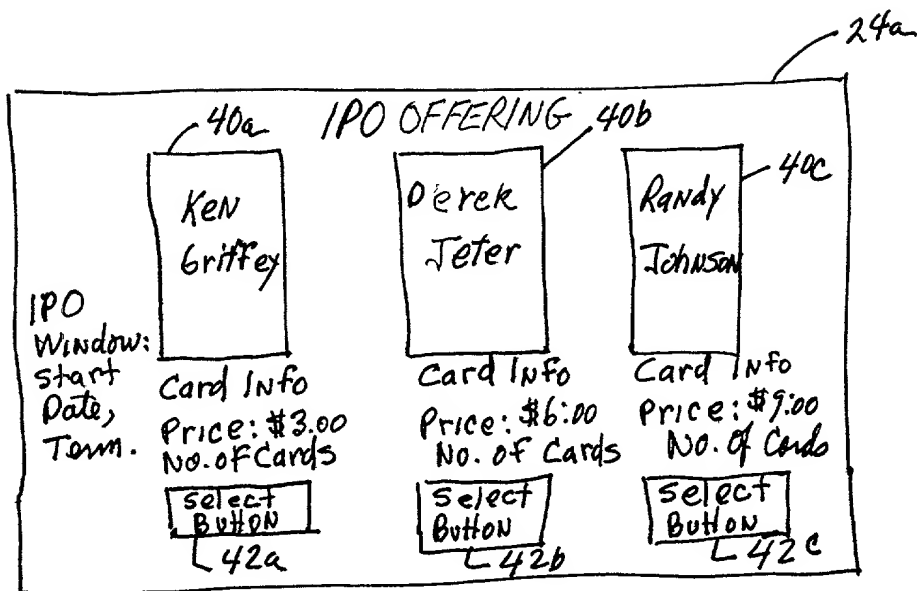 24a
IPO OFFERING
40a
40b
40c
Ken
Griffey
Derek
Jeter
Randy
Johnson
IPO
Window:
Start
Date,
Term.
Card Info
Price: $3.00
No. of Cards
Select
Button
42a
Card Info
Price: $6:00
No. of Cards
Select
Button
42b
Card Info
Price: $9:00
No. of Cards
Select
Button
42c